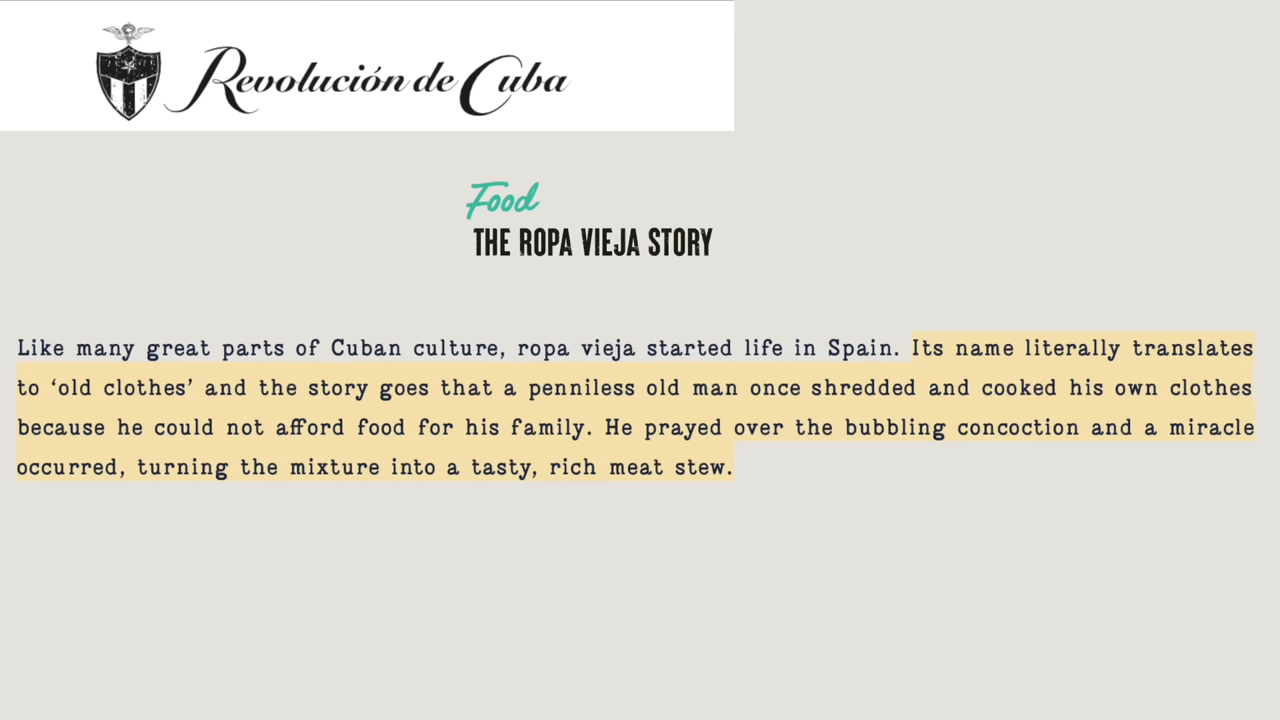 Revolución de Cuba
Food
THE ROPA VIEJA STORY
Like many great parts of Cuban culture, ropa vieja started life in Spain. Its name literally translates
to ‘old clothes’ and the story goes that a penniless old man once shredded and cooked his own clothes
because he could not afford food for his family. He prayed over the bubbling concoction and a miracle
occurred, turning the mixture into a tasty, rich meat stew.